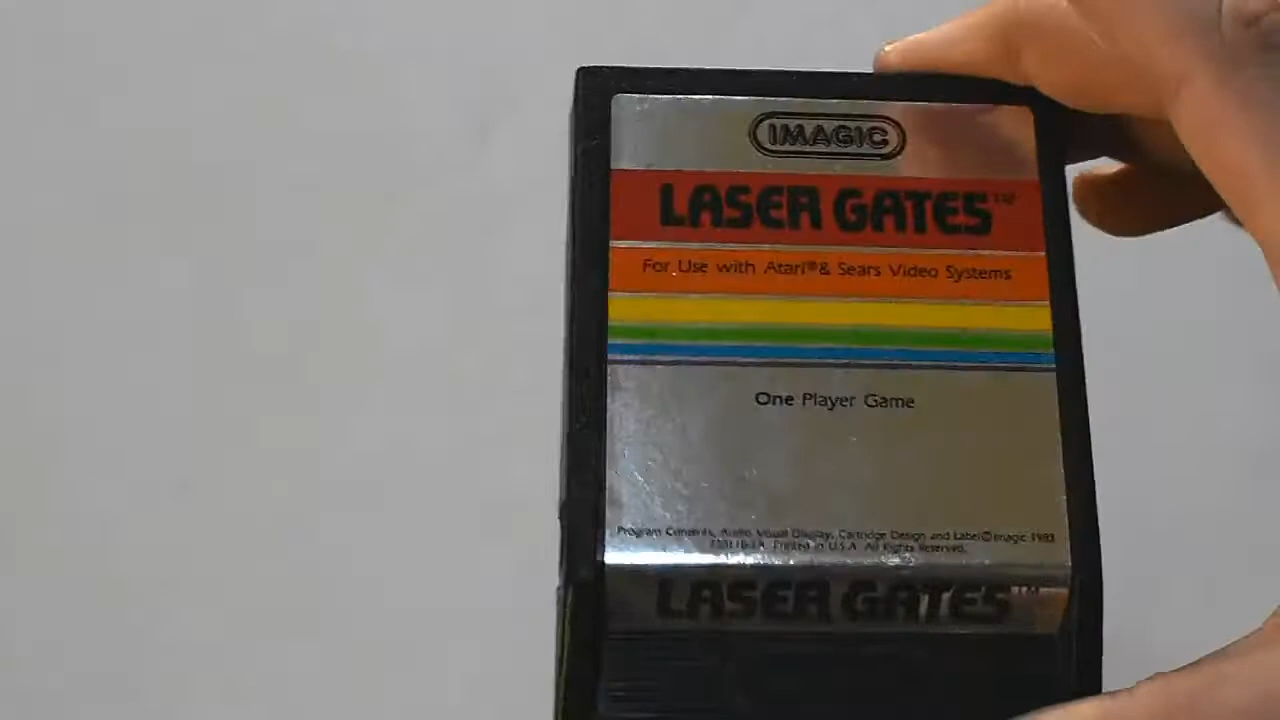 IMAGIC
LASER GATES™
For Use with Atari® & Sears Video Systems
One Player Game
Program Contents, Audio Visual Display, Cartridge Design and Label © Imagic 1983
Printed in U.S.A. All Rights Reserved.
LASER GATES™